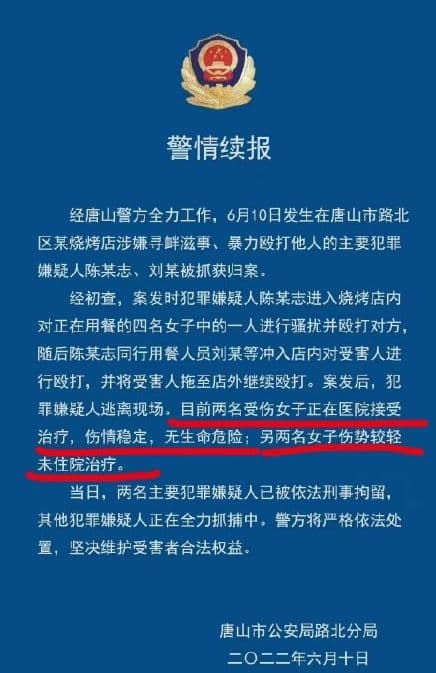 警情续报
经唐山警方全力工作，6月10日发生在唐山市路北
区某烧烤店涉嫌寻衅滋事、暴力殴打他人的主要犯罪
嫌疑人陈某志、刘某被抓获归案。
经初查，案发时犯罪嫌疑人陈某志进入烧烤店内
对正在用餐的四名女子中的一人进行骚扰并殴打对方，
随后陈某志同行用餐人员刘某等冲入店内对受害人进
行殴打，并将受害人拖至店外继续殴打。案发后，犯
罪嫌疑人逃离现场。目前两名受伤女子正在医院接受
治疗，伤情稳定，无生命危险；另两名女子伤势较轻
未住院治疗。
当日，两名主要犯罪嫌疑人已被依法刑事拘留，
其他犯罪嫌疑人正在全力抓捕中。警方将严格依法处
置，坚决维护受害者合法权益。
唐山市公安局路北分局
二〇二二年六月十日